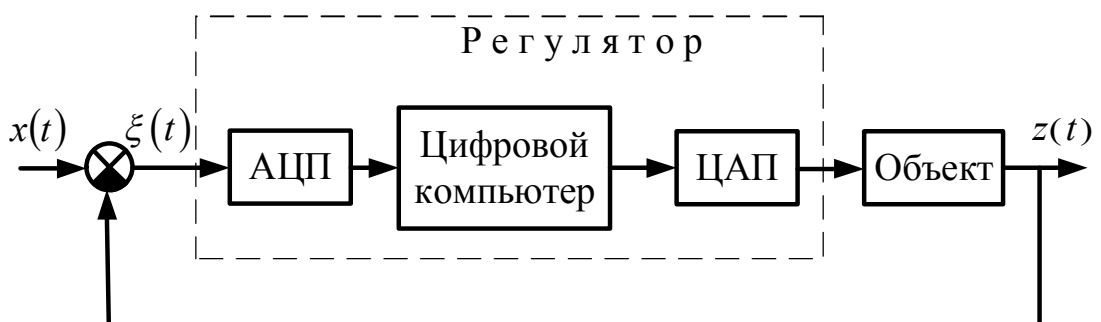 Р е г у л я т о р
x(t)
ξ(t)
z(t)
АЦП
Цифровой
компьютер
ЦАП
Объект